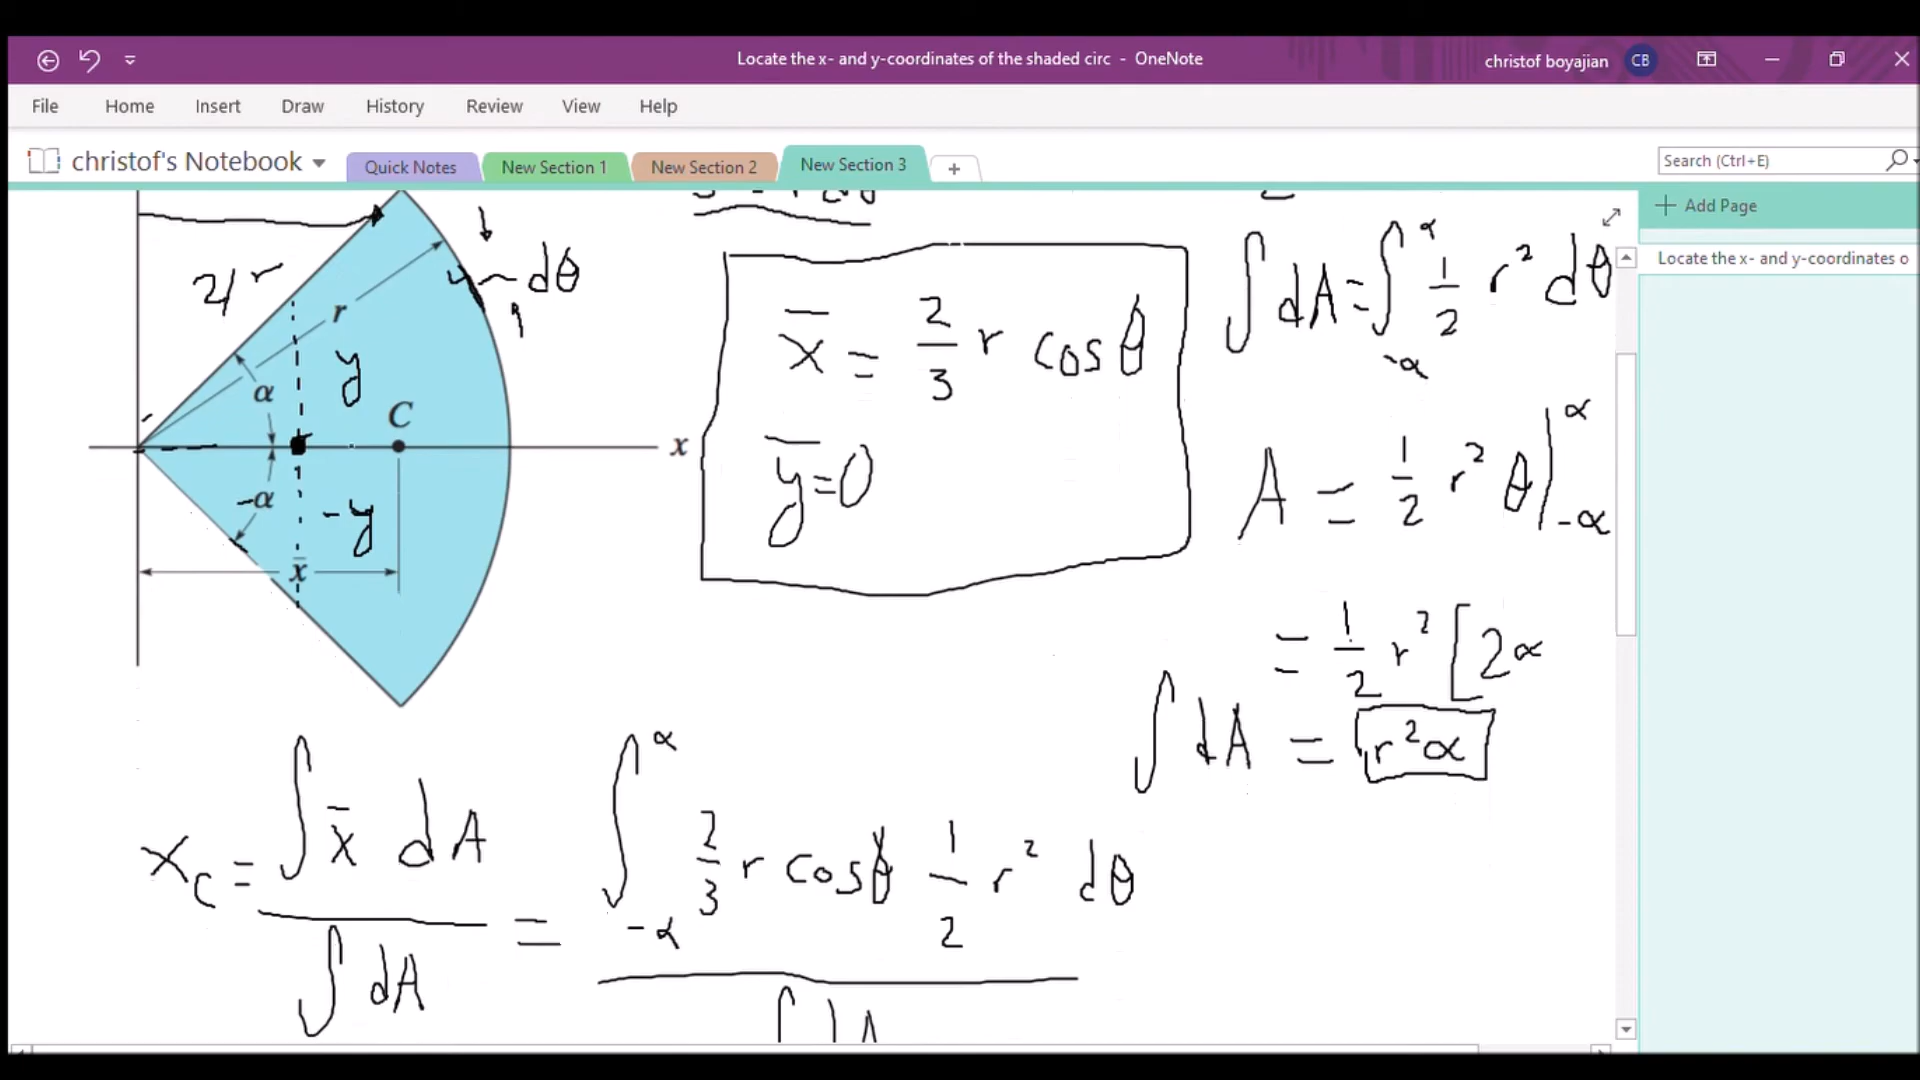 Locate the x- and y-coordinates of the shaded circ - OneNote
christof boyajian CB
File Home Insert Draw History Review View Help
christof's Notebook Quick Notes New Section 1 New Section 2 New Section 3 +
Search (Ctrl+E)
Add Page
Locate the x- and y-coordinates o
r
dθ
y
α
C
x
-α
-y
x̄
x̄ = 2/3 r cosθ
ȳ=0
∫dA = ∫_{-α}^{α} 1/2 r² dθ
A = 1/2 r² θ|_{-α}^{α}
= 1/2 r² [2α
∫ dA = r²α
x_c = ∫ x̄ dA / ∫ dA = ∫_{-α}^{α} 2/3 r cosθ 1/2 r² dθ
∫ dA